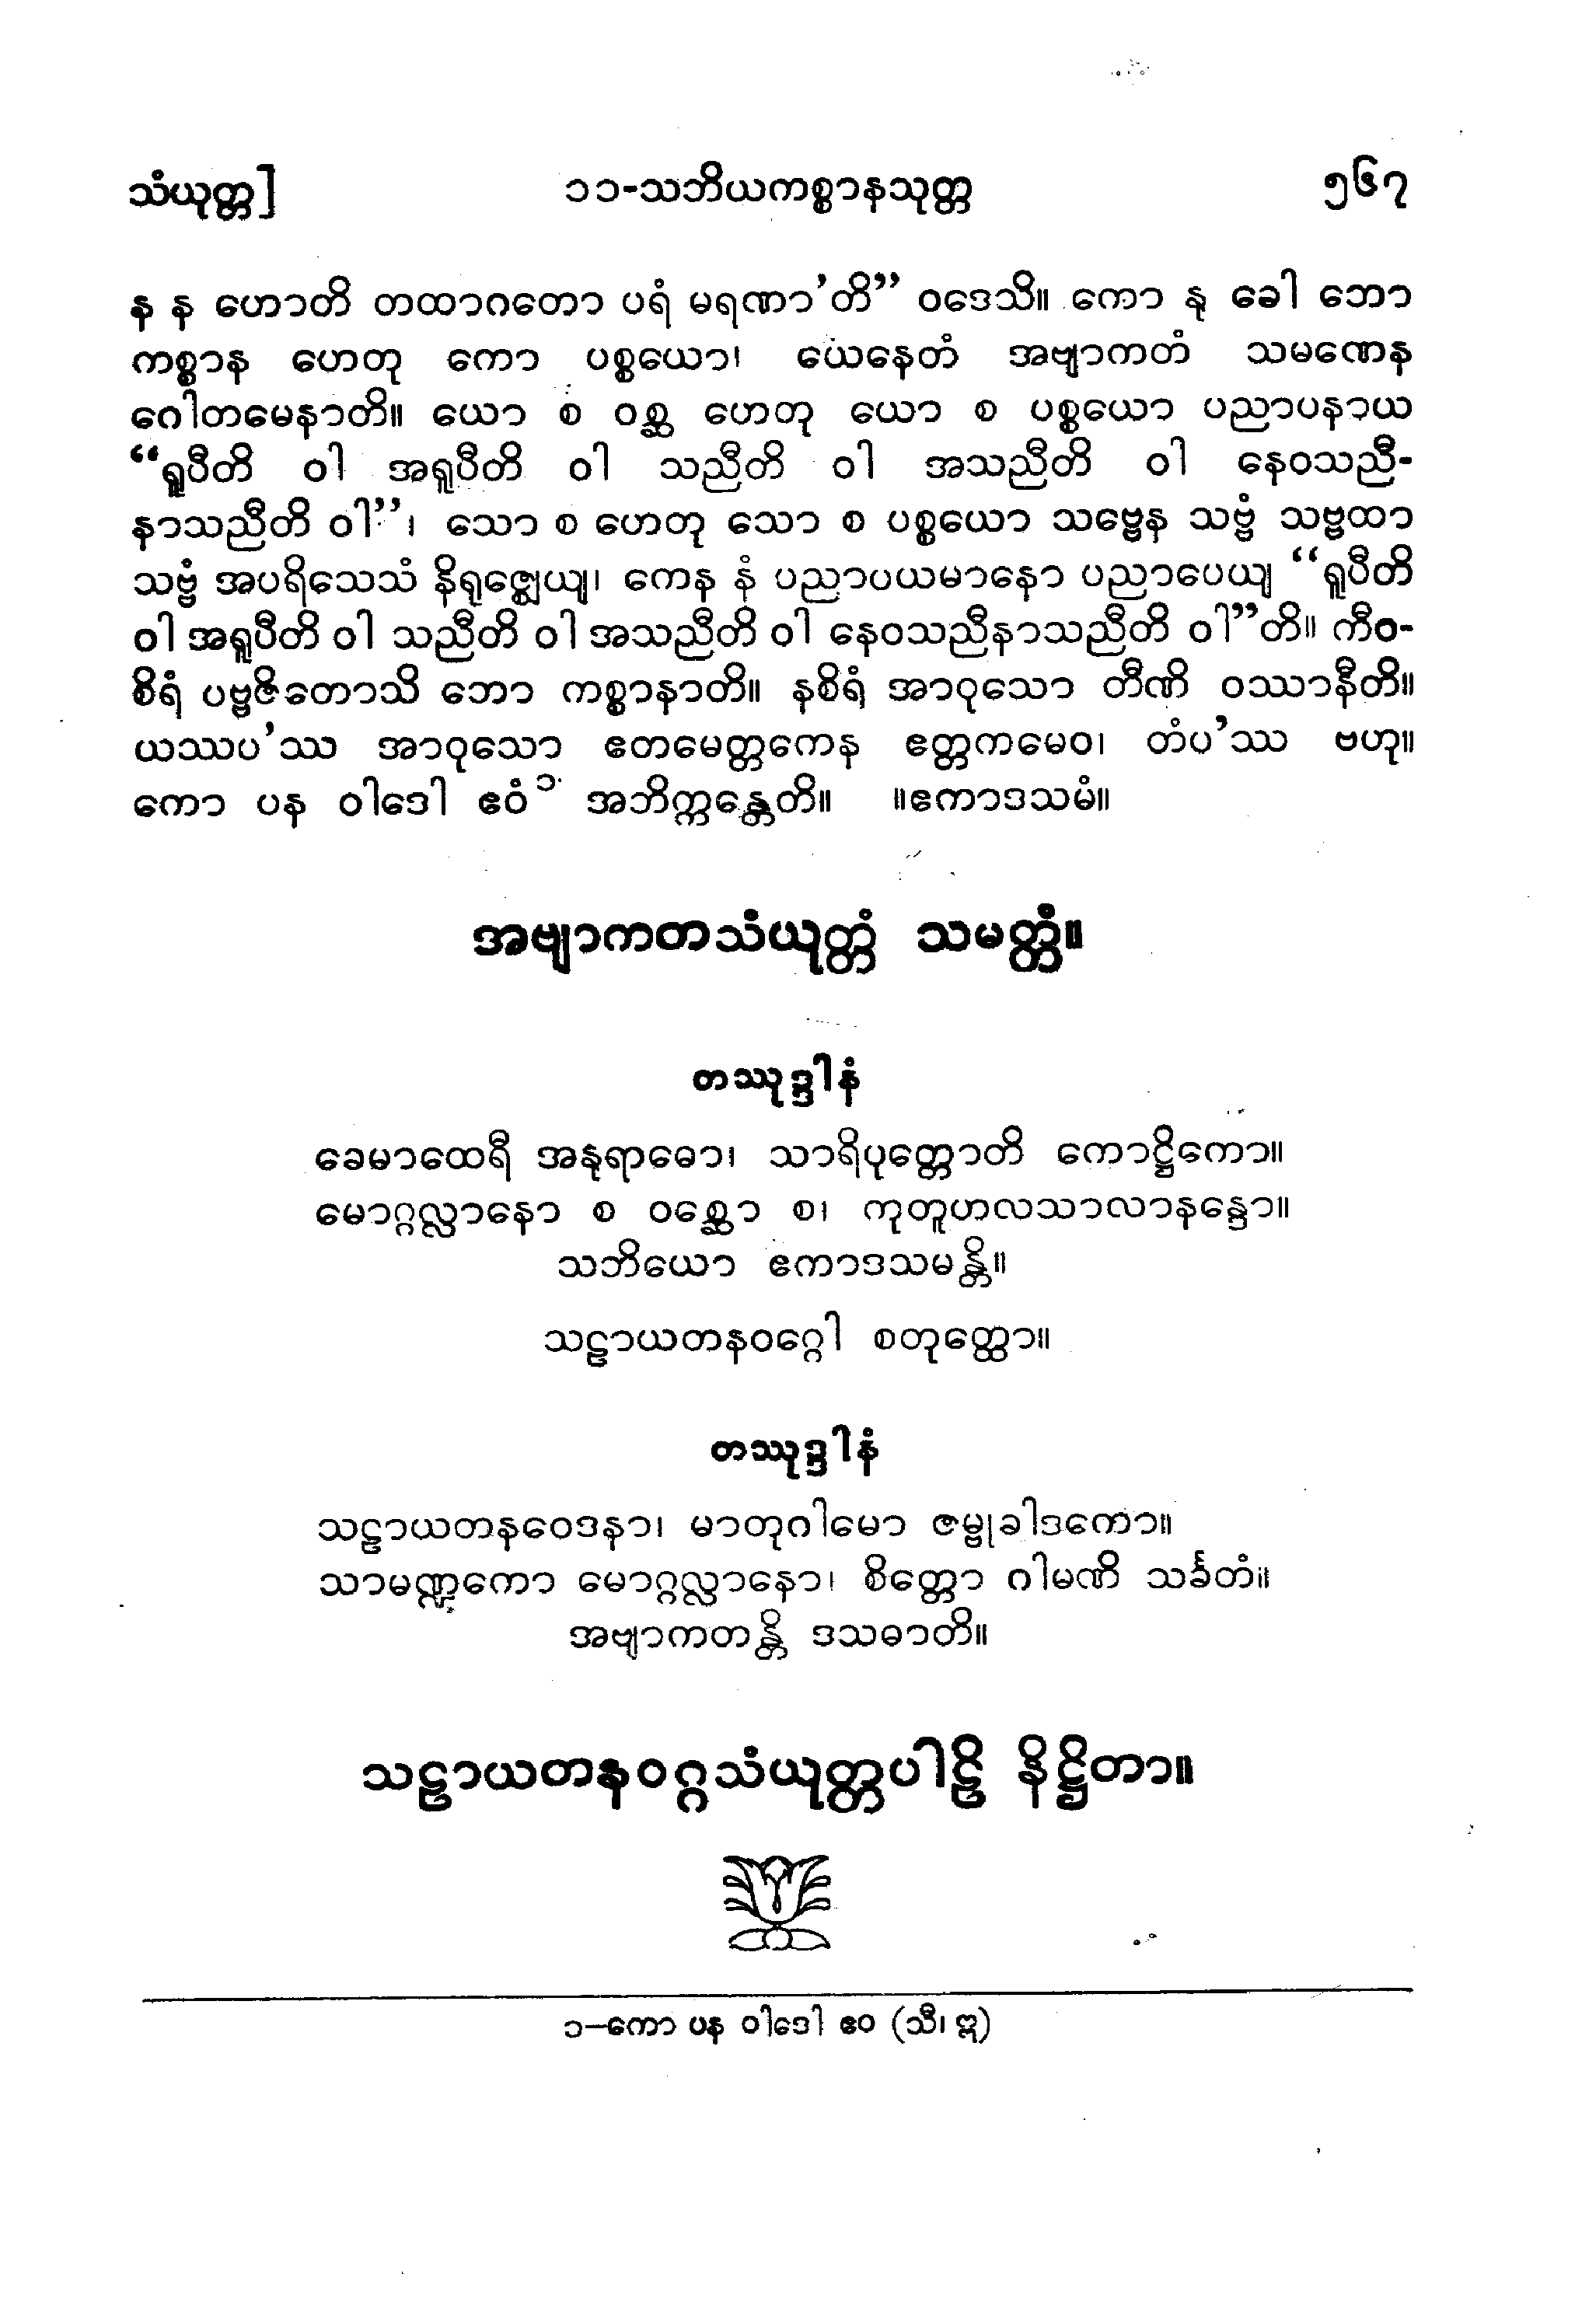 သံယုတ္တ]
၁၁-သဘိယကစ္စာနသုတ္တ
၅၆၇
န န ဟောတိ တထာဂတော ပရံ မရဏာ’တိ” ဝဒေသိ။ ကော နု ခေါ ဘော
ကစ္စာန ဟေတု ကော ပစ္စယော၊ ယေနေတံ အဗျာကတံ သမဏေန
ဂေါတမေနာတိ။ ယော စ ဝစ္ဆ ဟေတု ယော စ ပစ္စယော ပညာပနာယ
“ရူပီတိ ဝါ အရူပီတိ ဝါ သညီတိ ဝါ အသညီတိ ဝါ နေဝသညီ-
နာသညီတိ ဝါ”၊ သော စ ဟေတု သော စ ပစ္စယော သဗ္ဗေန သဗ္ဗံ သဗ္ဗထာ
သဗ္ဗံ အပရိသေသံ နိရုဇ္ဈေယျ၊ ကေန နံ ပညာပယမာနော ပညာပေယျ “ရူပီတိ
ဝါ အရူပီတိ ဝါ သညီတိ ဝါ အသညီတိ ဝါ နေဝသညီနာသညီတိ ဝါ”တိ။ ကီဝ-
စိရံ ပဗ္ဗဇိတောသိ ဘော ကစ္စာနာတိ။ နစိရံ အာဝုသော တီဏိ ဝဿာနီတိ။
ယဿပ’ဿ အာဝုသော ဧတမေတ္တကေန ဧတ္တကမေဝ၊ တံပ’ဿ ဗဟု။
ကော ပန ဝါဒေါ ဧဝံ၁ အဘိက္ကန္တေတိ။ ။ဧကာဒသမံ။
အဗျာကတသံယုတ္တံ သမတ္တံ။
တဿုဒ္ဒါနံ
ခေမာထေရီ အနုရာဓော၊ သာရိပုတ္တောတိ ကောဋ္ဌိကော။
မောဂ္ဂလ္လာနော စ ဝစ္ဆော စ၊ ကုတူဟလသာလာနန္ဒော။
သဘိယော ဧကာဒသမန္တိ။
သဠာယတနဝဂ္ဂေါ စတုတ္ထော။
တဿုဒ္ဒါနံ
သဠာယတနဝေဒနာ၊ မာတုဂါမော ဇမ္ဗုခါဒကော။
သာမဏ္ဍကော မောဂ္ဂလ္လာနော၊ စိတ္တော ဂါမဏိ သင်္ခတံ။
အဗျာကတန္တိ ဒသဓာတိ။
သဠာယတနဝဂ္ဂသံယုတ္တပါဠိ နိဋ္ဌိတာ။
၁–ကော ပန ဝါဒေါ ဧဝ (သီ၊ ဣ)